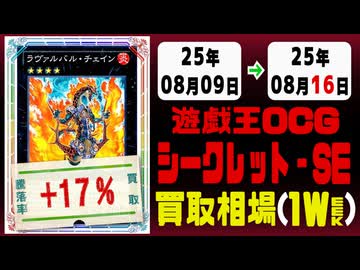 ラヴァルバル・チェイン 炎
騰落率
+17%
買取
25年
08月09日
25年
08月16日
遊戯王OCG
シークレット・SE
買取相場(1WEEK)